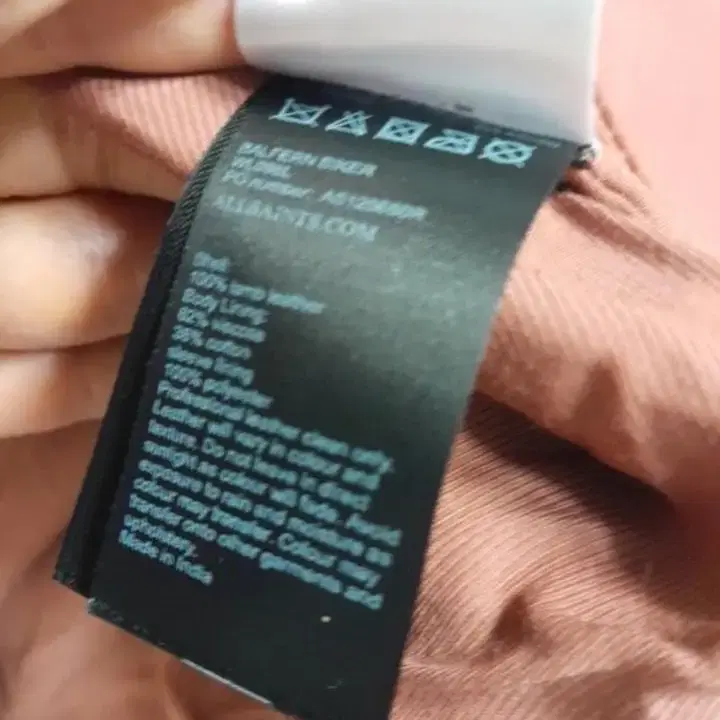 BALFERN BIKER
PO number:
ALLSAINTS.COM
Shell
100% leather
Body Lining
viscose
cotton
sleeve lining
100% polyester
Professional leather clean only.
Leather will vary in colour and
texture. Do not leave in direct
sunlight as colour will fade. Avoid
exposure to rain and moisture as
colour may transfer. Colour may
transfer onto other garments and
upholstery.
Made in India